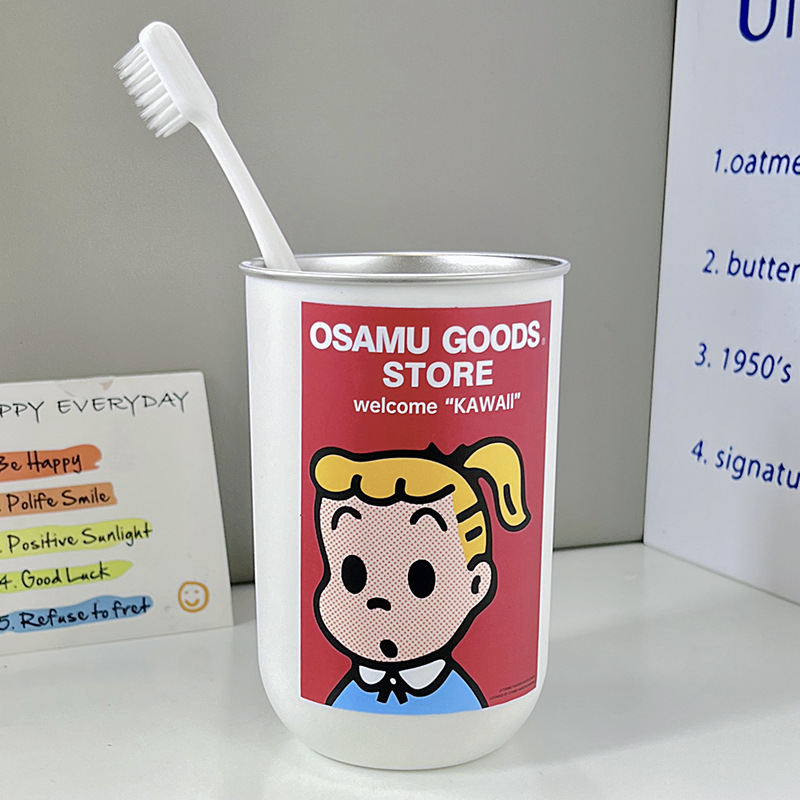 OSAMU GOODS®
STORE
welcome "KAWAII"
PPY EVERYDAY
Be Happy
. Polife Smile
. Positive Sunlight
4. Good Luck
5. Refuse to fret
1.oatme
2. butter
3. 1950's
4. signatu